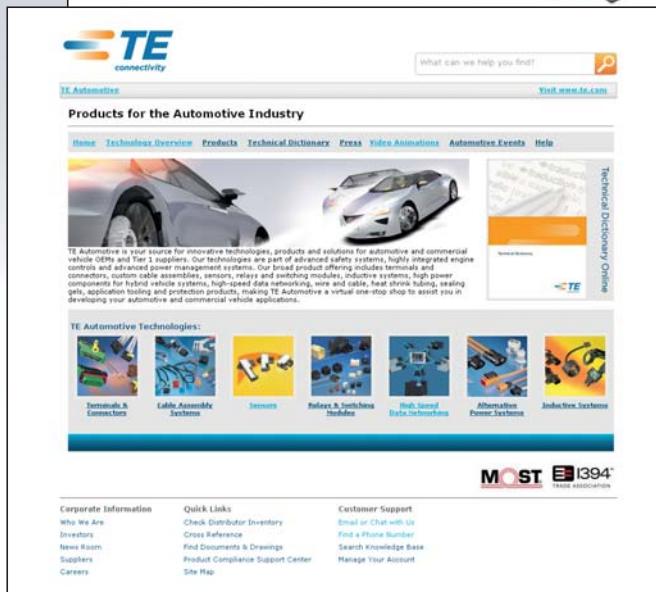 TE
connectivity
What can we help you find?
TE Automotive
Visit www.te.com
Products for the Automotive Industry
Home Technology Overview Products Technical Dictionary Press Video Animations Automotive Events Help
Technical Dictionary Online
Technical Dictionary
TE
TE Automotive is your source for innovative technologies, products and solutions for automotive and commercial
vehicle OEMs and Tier 1 suppliers. Our technologies are part of advanced safety systems, highly integrated engine
controls and advanced power management systems. Our broad product offering includes terminals and
connectors, custom cable assemblies, sensors, relays and switching modules, inductive systems, high power
components for hybrid vehicle systems, high-speed data networking, wire and cable, heat shrink tubing, sealing
gels, application tooling and protection products, making TE Automotive a virtual one-stop shop to assist you in
developing your automotive and commercial vehicle applications.
TE Automotive Technologies:
Terminals &
Connectors
Cable Assembly
Systems
Sensors
Relays & Switching
Modules
High Speed
Data Networking
Alternative
Power Systems
Inductive Systems
MOST
1394
TRADE ASSOCIATION
Corporate Information
Who We Are
Investors
News Room
Suppliers
Careers
Quick Links
Check Distributor Inventory
Cross Reference
Find Documents & Drawings
Product Compliance Support Center
Site Map
Customer Support
Email or Chat with Us
Find a Phone Number
Search Knowledge Base
Manage Your Account